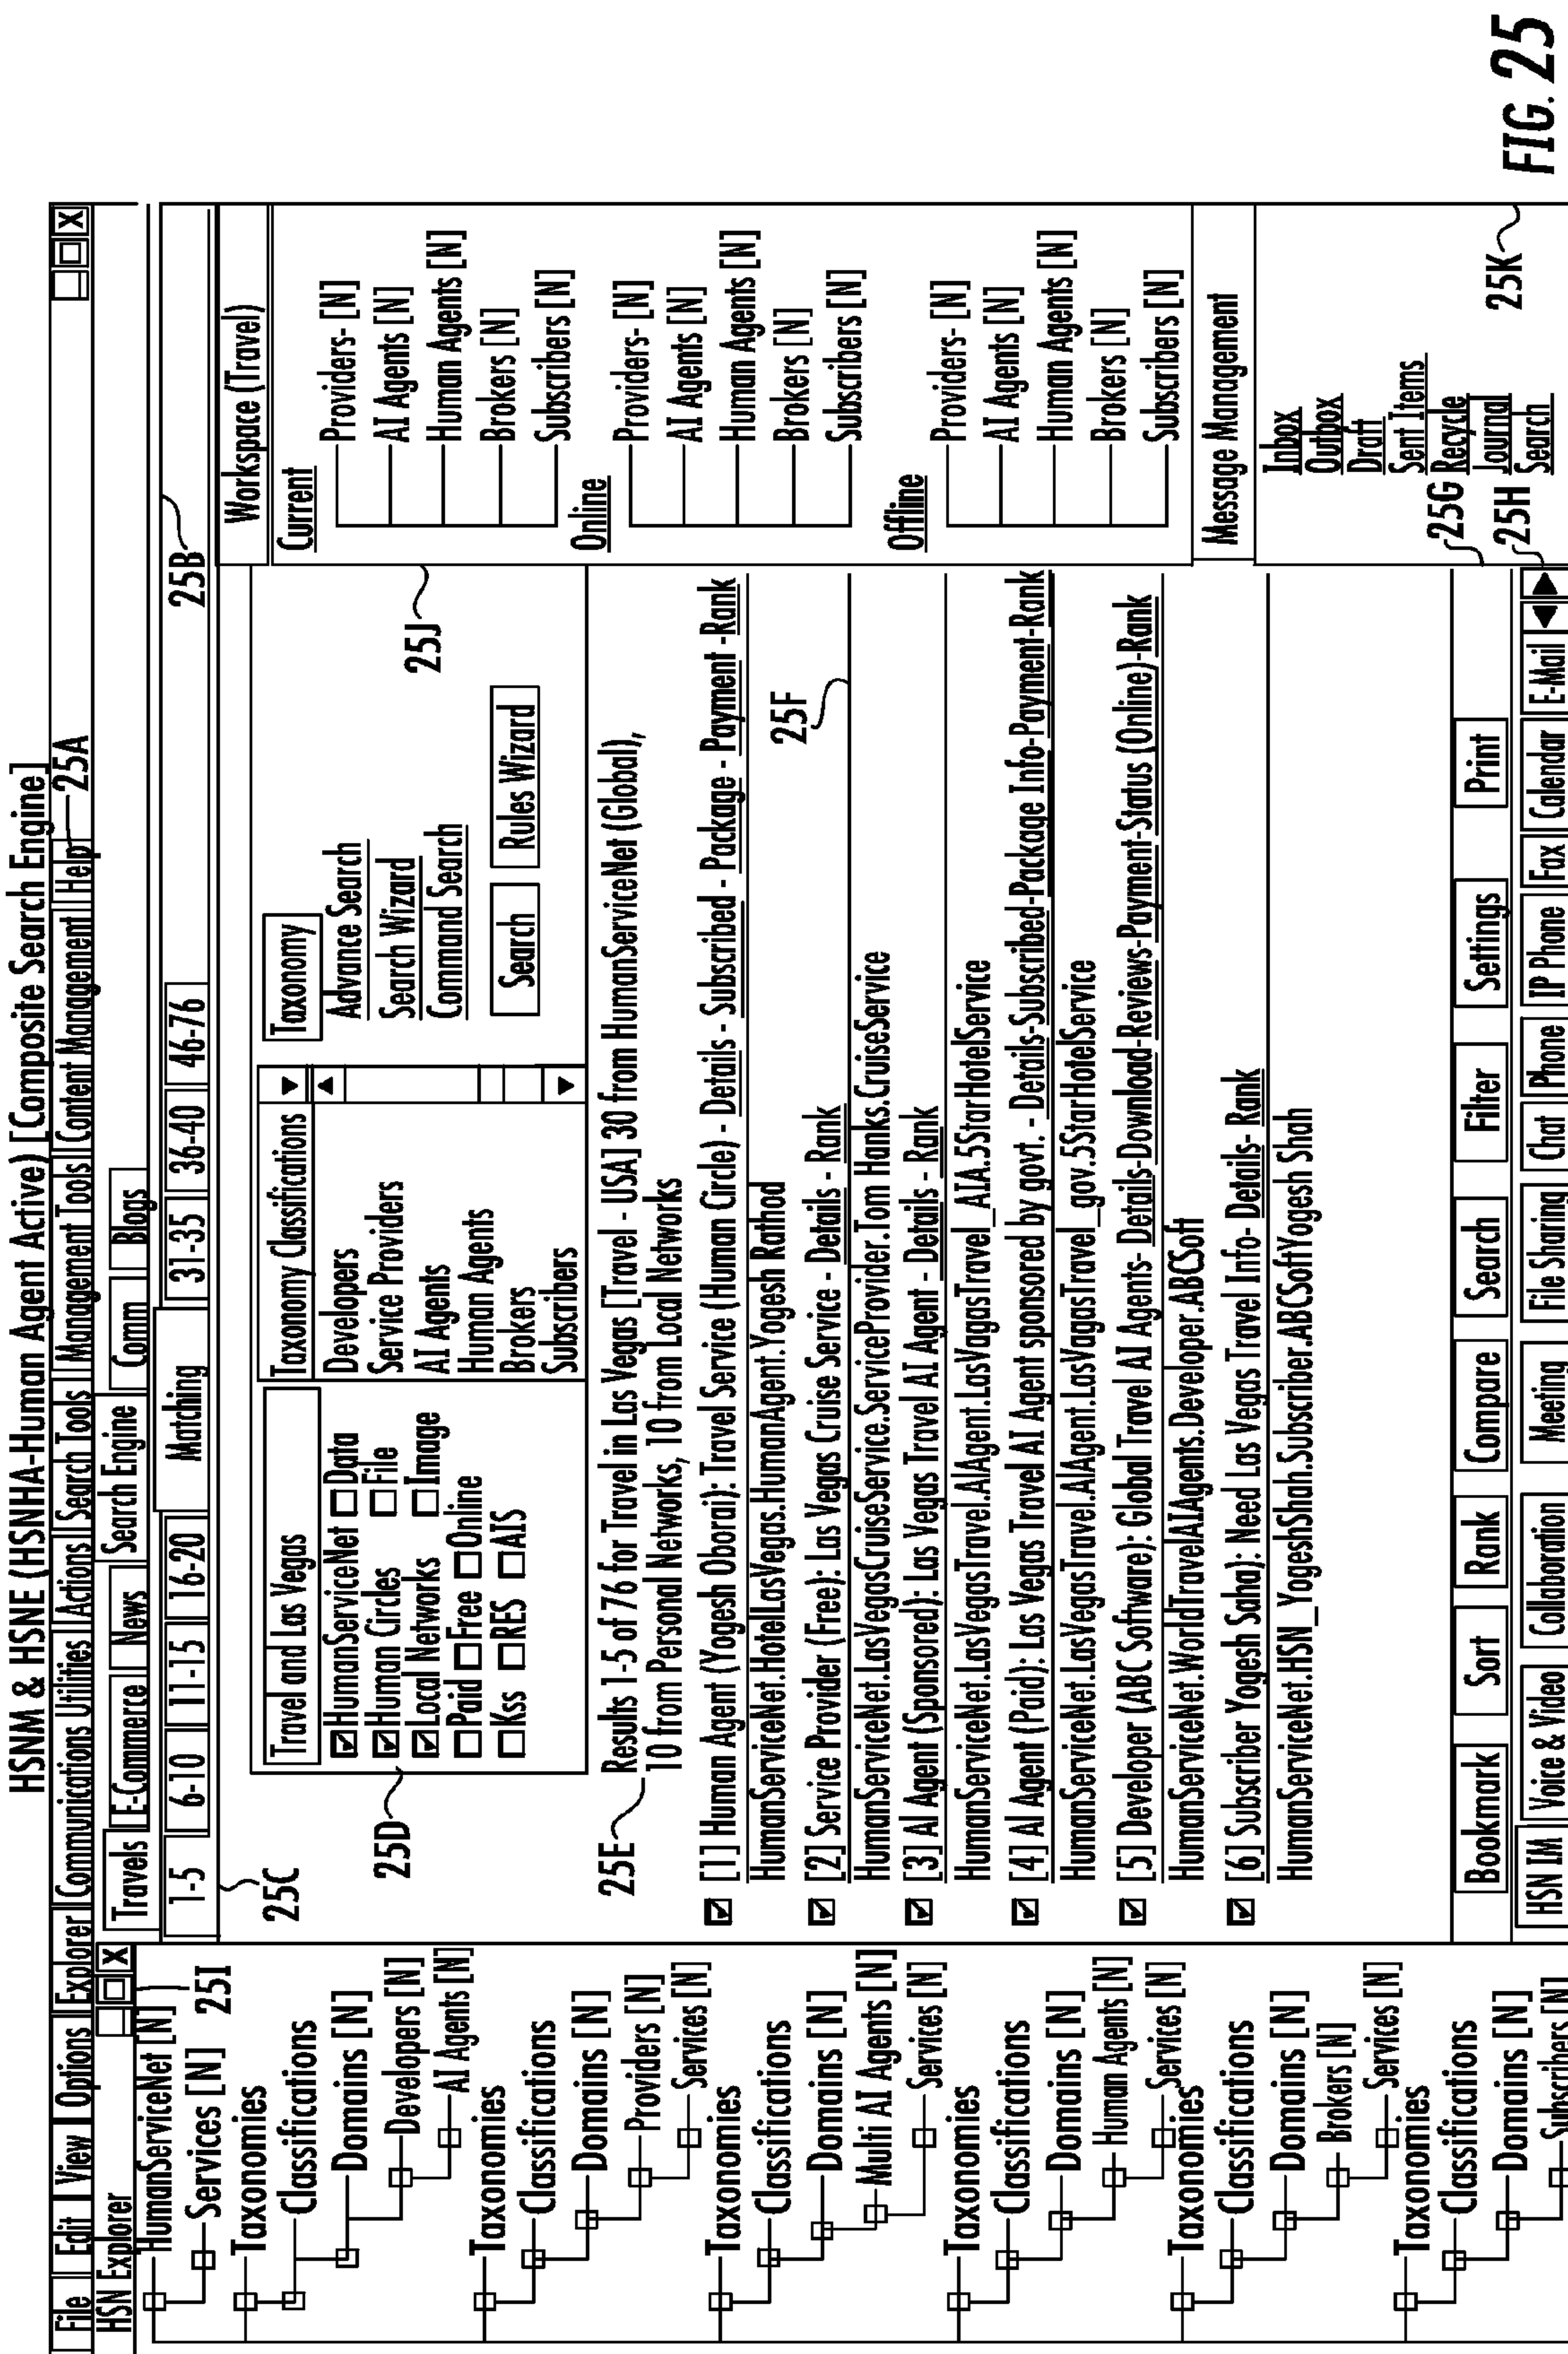 HSNM & HSNE (HSNHA-Human Agent Active) [Composite Search Engine]
File Edit View Options Explorer Communications Utilities Actions Search Tools Management Tools Content Management Help 25A
HSN Explorer
25I
HumanServiceNet [N]
Services [N]
Taxonomies
Classifications
Domains [N]
Developers [N]
AI Agents [N]
Taxonomies
Classifications
Domains [N]
Providers [N]
Services [N]
Taxonomies
Classifications
Domains [N]
Multi AI Agents [N]
Services [N]
Taxonomies
Classifications
Domains [N]
Human Agents [N]
Services [N]
Taxonomies
Classifications
Domains [N]
Brokers [N]
Services [N]
Taxonomies
Classifications
Domains [N]
Subscribers [N]
Travels E-Commerce News Search Engine Comm Blogs
25B
1-5 6-10 11-15 16-20 Matching 31-35 36-40 46-76
25C
25D
Travel and Las Vegas
HumanServiceNet Data
Human Circles File
Local Networks Image
Paid Free Online
Kss RES AIS
Taxonomy Classifications
Developers
Service Providers
AI Agents
Human Agents
Brokers
Subscribers
Taxonomy
Advance Search
Search Wizard
Command Search
Search Rules Wizard
25J
25E
Results 1-5 of 76 for Travel in Las Vegas [Travel - USA] 30 from HumanServiceNet (Global),
10 from Personal Networks, 10 from Local Networks
[1] Human Agent (Yogesh Oborai): Travel Service (Human Circle) - Details - Subscribed - Package - Payment -Rank
HumanServiceNet.HotelLasVegas.HumanAgent.Yogesh Rathod
[2] Service Provider (Free): Las Vegas Cruise Service - Details - Rank
25F
HumanServiceNet.LasVegasCruiseService.ServiceProvider.Tom Hanks.CruiseService
[3] AI Agent (Sponsored): Las Vegas Travel AI Agent - Details - Rank
HumanServiceNet.LasVegasTravel.AIAgent.LasVagasTravel_AIA.5StarHotelService
[4] AI Agent (Paid): Las Vegas Travel AI Agent sponsored by govt. - Details-Subscribed-Package Info-Payment-Rank
HumanServiceNet.LasVegasTravel.AIAgent.LasVagasTravel_gov.5StarHotelService
[5] Developer (ABC Software): Global Travel AI Agents- Details-Download-Reviews-Payment-Status (Online)-Rank
HumanServiceNet.WorldTravelAIAgents.Developer.ABCSoft
[6] Subscriber Yogesh Saha): Need Las Vegas Travel Info- Details- Rank
HumanServiceNet.HSN_YogeshShah.Subscriber.ABCSoftYogesh Shah
Bookmark Sort Rank Compare Search Filter Settings Print
25G
HSN IM Voice & Video Collaboration Meeting File Sharing Chat Phone IP Phone Fax Calendar E-Mail
25H
Workspace (Travel)
Current
Providers- [N]
AI Agents [N]
Human Agents [N]
Brokers [N]
Subscribers [N]
Online
Providers- [N]
AI Agents [N]
Human Agents [N]
Brokers [N]
Subscribers [N]
Offline
Providers- [N]
AI Agents [N]
Human Agents [N]
Brokers [N]
Subscribers [N]
Message Management
Inbox
Outbox
Draft
Sent Items
Recycle
Journal
Search
25K
FIG. 25